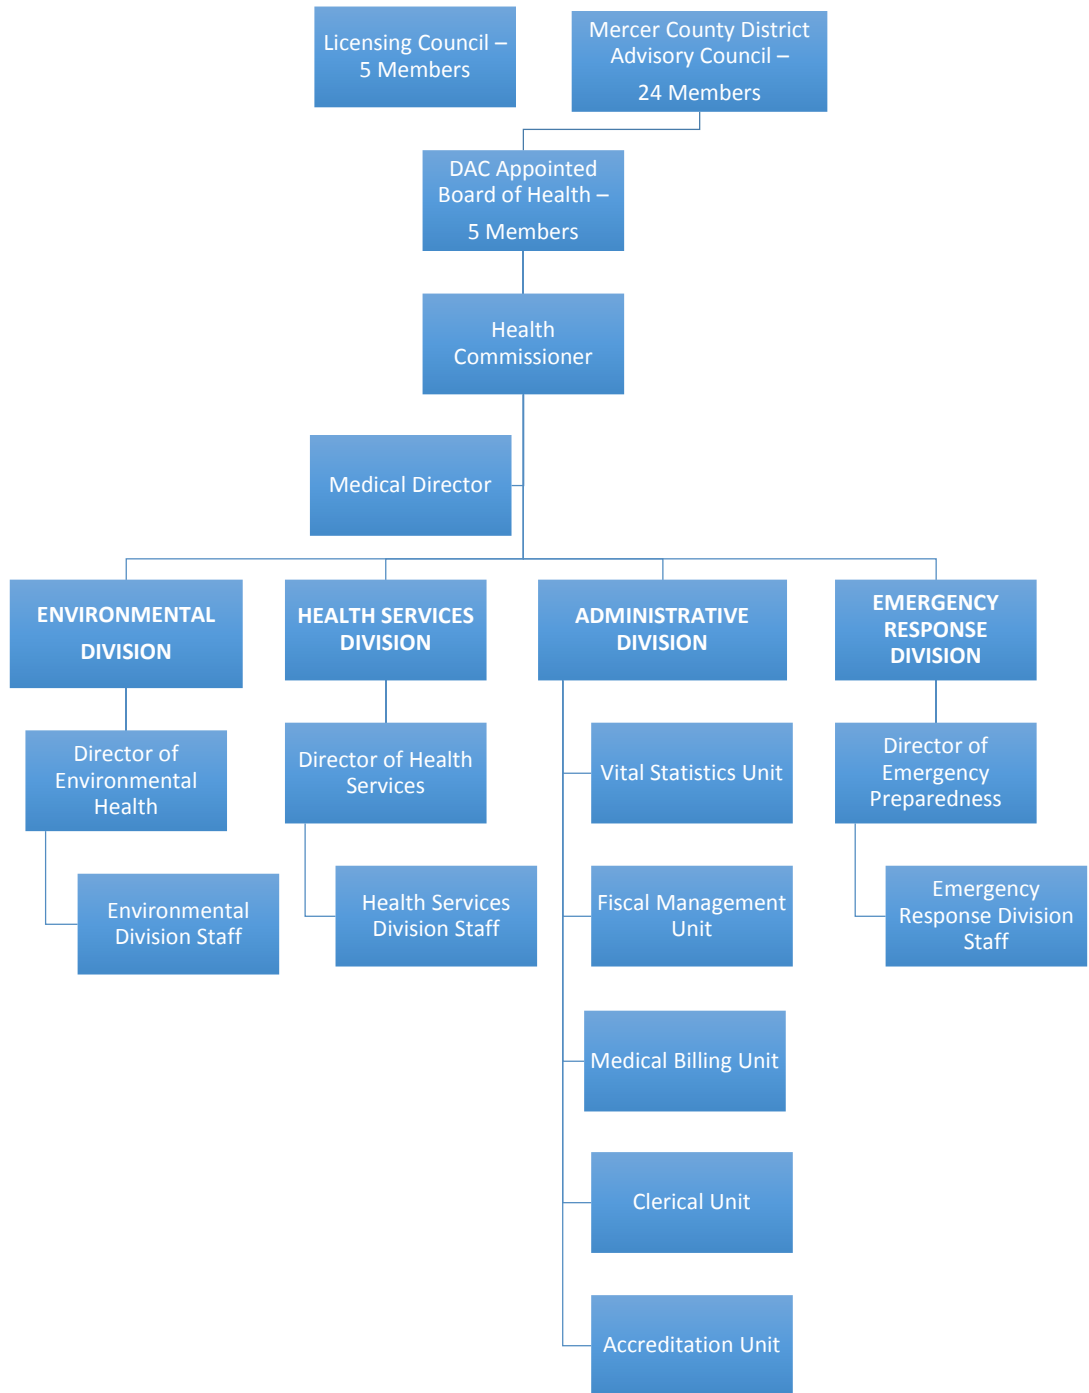 Licensing Council –
5 Members
Mercer County District
Advisory Council –
24 Members
DAC Appointed
Board of Health –
5 Members
Health
Commissioner
Medical Director
ENVIRONMENTAL
DIVISION
HEALTH SERVICES
DIVISION
ADMINISTRATIVE
DIVISION
EMERGENCY
RESPONSE
DIVISION
Director of
Environmental
Health
Director of Health
Services
Vital Statistics Unit
Director of
Emergency
Preparedness
Environmental
Division Staff
Health Services
Division Staff
Fiscal Management
Unit
Emergency
Response Division
Staff
Medical Billing Unit
Clerical Unit
Accreditation Unit